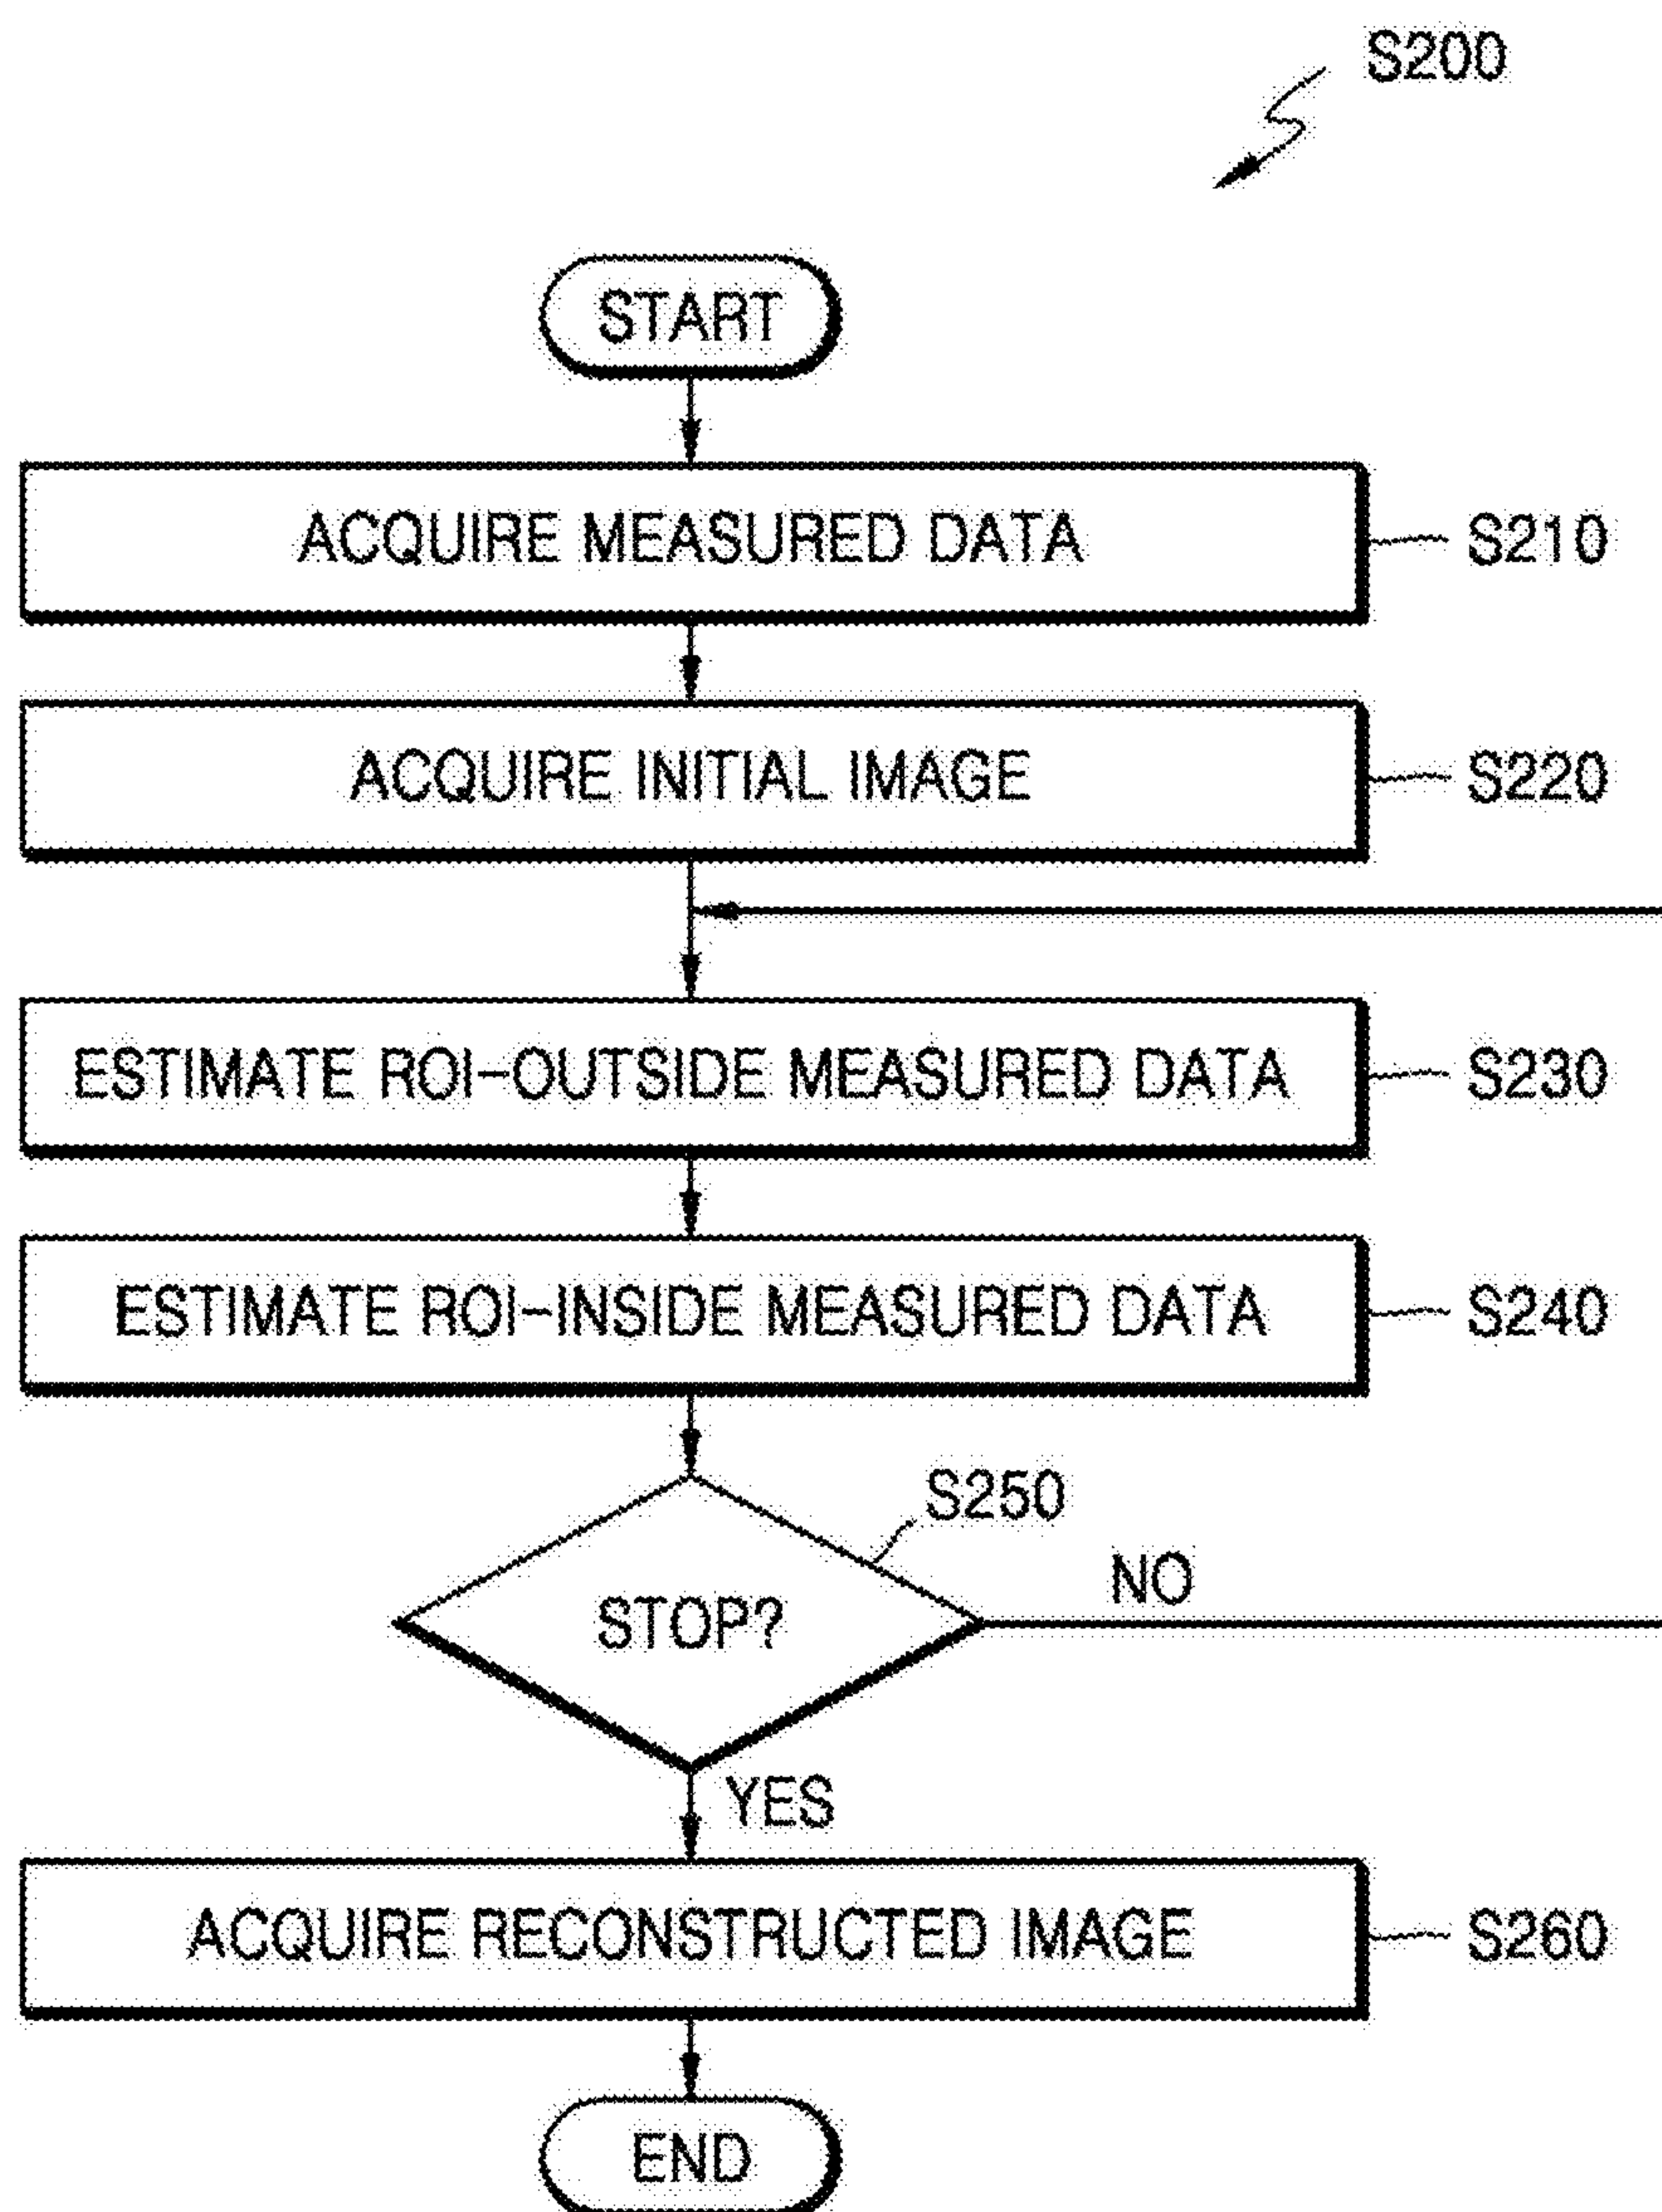 S200
START
ACQUIRE MEASURED DATA
S210
ACQUIRE INITIAL IMAGE
S220
ESTIMATE ROI-OUTSIDE MEASURED DATA
S230
ESTIMATE ROI-INSIDE MEASURED DATA
S240
S250
STOP?
NO
YES
ACQUIRE RECONSTRUCTED IMAGE
S260
END